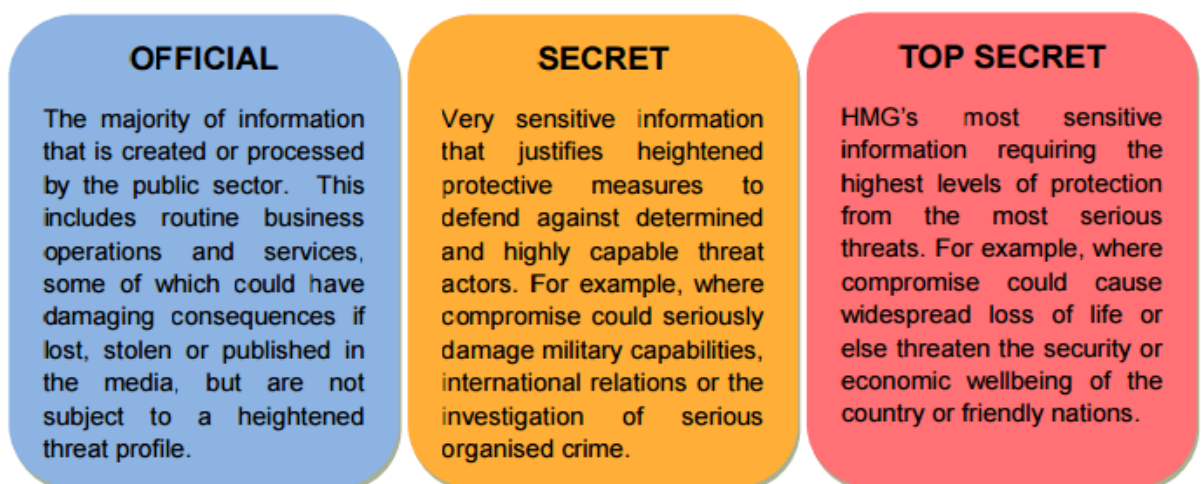 OFFICIAL
The majority of information
that is created or processed
by the public sector. This
includes routine business
operations and services,
some of which could have
damaging consequences if
lost, stolen or published in
the media, but are not
subject to a heightened
threat profile.
SECRET
Very sensitive information
that justifies heightened
protective measures to
defend against determined
and highly capable threat
actors. For example, where
compromise could seriously
damage military capabilities,
international relations or the
investigation of serious
organised crime.
TOP SECRET
HMG's most sensitive
information requiring the
highest levels of protection
from the most serious
threats. For example, where
compromise could cause
widespread loss of life or
else threaten the security or
economic wellbeing of the
country or friendly nations.